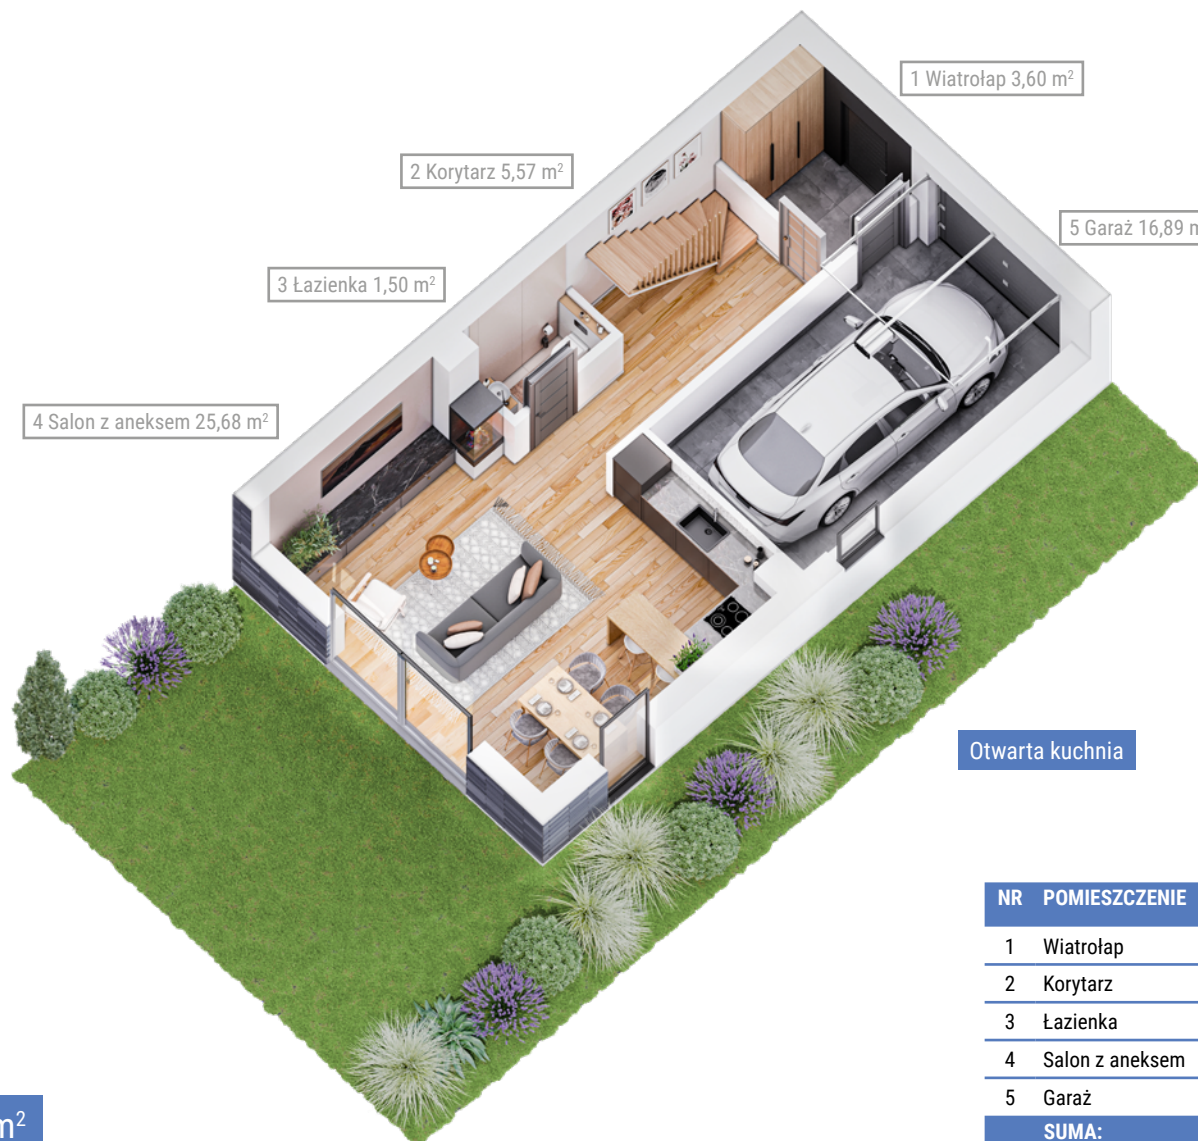 1 Wiatrołap 3,60 m²
2 Korytarz 5,57 m²
5 Garaż 16,89 m
3 Łazienka 1,50 m²
4 Salon z aneksem 25,68 m²
Otwarta kuchnia
NR POMIESZCZENIE
1 Wiatrołap
2 Korytarz
3 Łazienka
4 Salon z aneksem
5 Garaż
SUMA:
m²